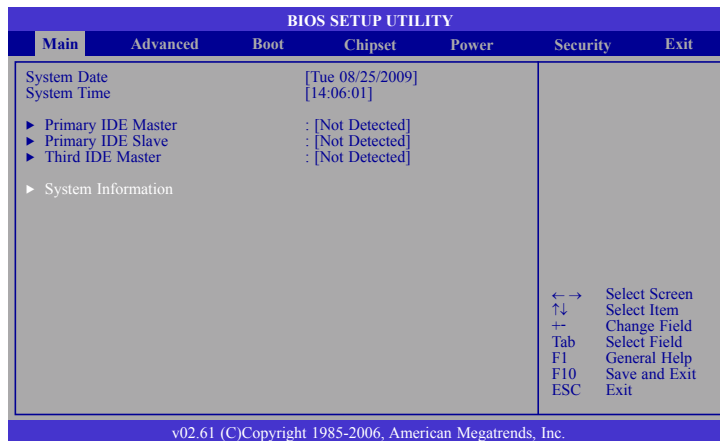 BIOS SETUP UTILITY
Main Advanced Boot Chipset Power Security Exit
System Date [Tue 08/25/2009]
System Time [14:06:01]
► Primary IDE Master : [Not Detected]
► Primary IDE Slave : [Not Detected]
► Third IDE Master : [Not Detected]
► System Information
←→ Select Screen
↑↓ Select Item
+- Change Field
Tab Select Field
F1 General Help
F10 Save and Exit
ESC Exit
v02.61 (C)Copyright 1985-2006, American Megatrends, Inc.